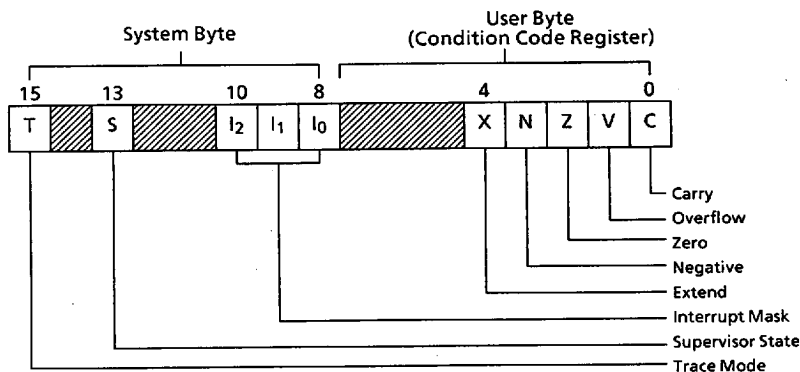 System Byte
User Byte
(Condition Code Register)
15 13 10 8 4 0
T S I₂ I₁ I₀ X N Z V C
Carry
Overflow
Zero
Negative
Extend
Interrupt Mask
Supervisor State
Trace Mode